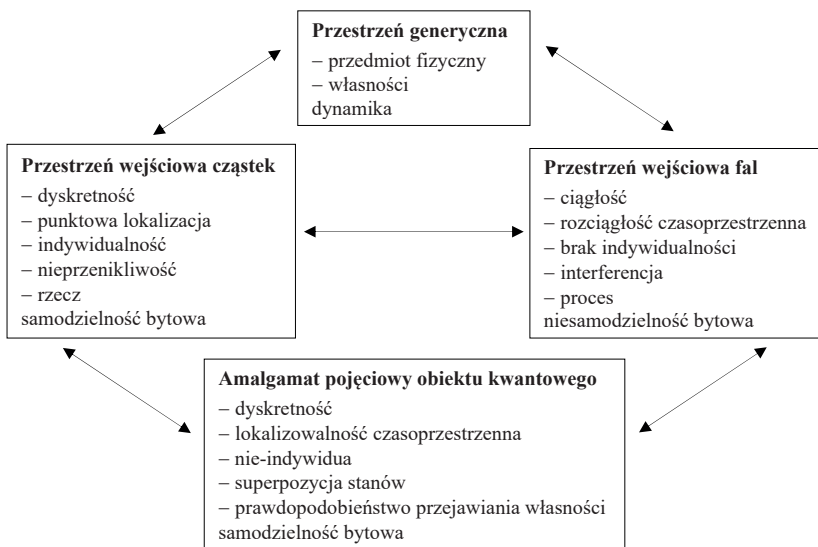 Przestrzeń generyczna
– przedmiot fizyczny
– własności
dynamika
Przestrzeń wejściowa cząstek
– dyskretność
– punktowa lokalizacja
– indywidualność
– nieprzenikliwość
– rzecz
samodzielność bytowa
Przestrzeń wejściowa fal
– ciągłość
– rozciągłość czasoprzestrzenna
– brak indywidualności
– interferencja
– proces
niesamodzielność bytowa
Amalgamat pojęciowy obiektu kwantowego
– dyskretność
– lokalizowalność czasoprzestrzenna
– nie-indywidua
– superpozycja stanów
– prawdopodobieństwo przejawiania własności
samodzielność bytowa